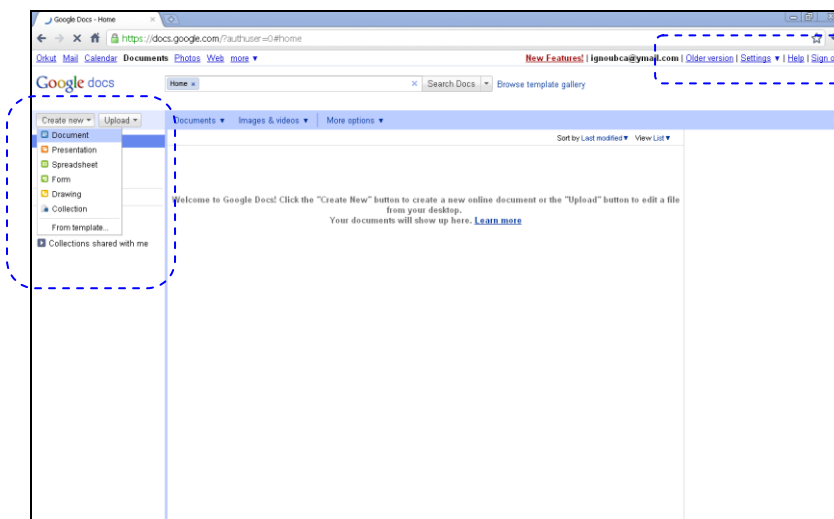 Google Docs - Home ×
https://docs.google.com/?authuser=0#home
Orkut Mail Calendar Documents Photos Web more ▼ New Features! | ignoubca@ymail.com | Older version | Settings ▼ | Help | Sign o
Google docs Home × × Search Docs ▼ Browse template gallery
Create new ▼ Upload ▼ Documents ▼ Images & videos ▼ More options ▼
Document Sort by Last modified ▼ View List ▼
Presentation
Spreadsheet
Form
Drawing
Welcome to Google Docs! Click the "Create New" button to create a new online document or the "Upload" button to edit a file
Collection from your desktop.
Your documents will show up here. Learn more
From template...
Collections shared with me